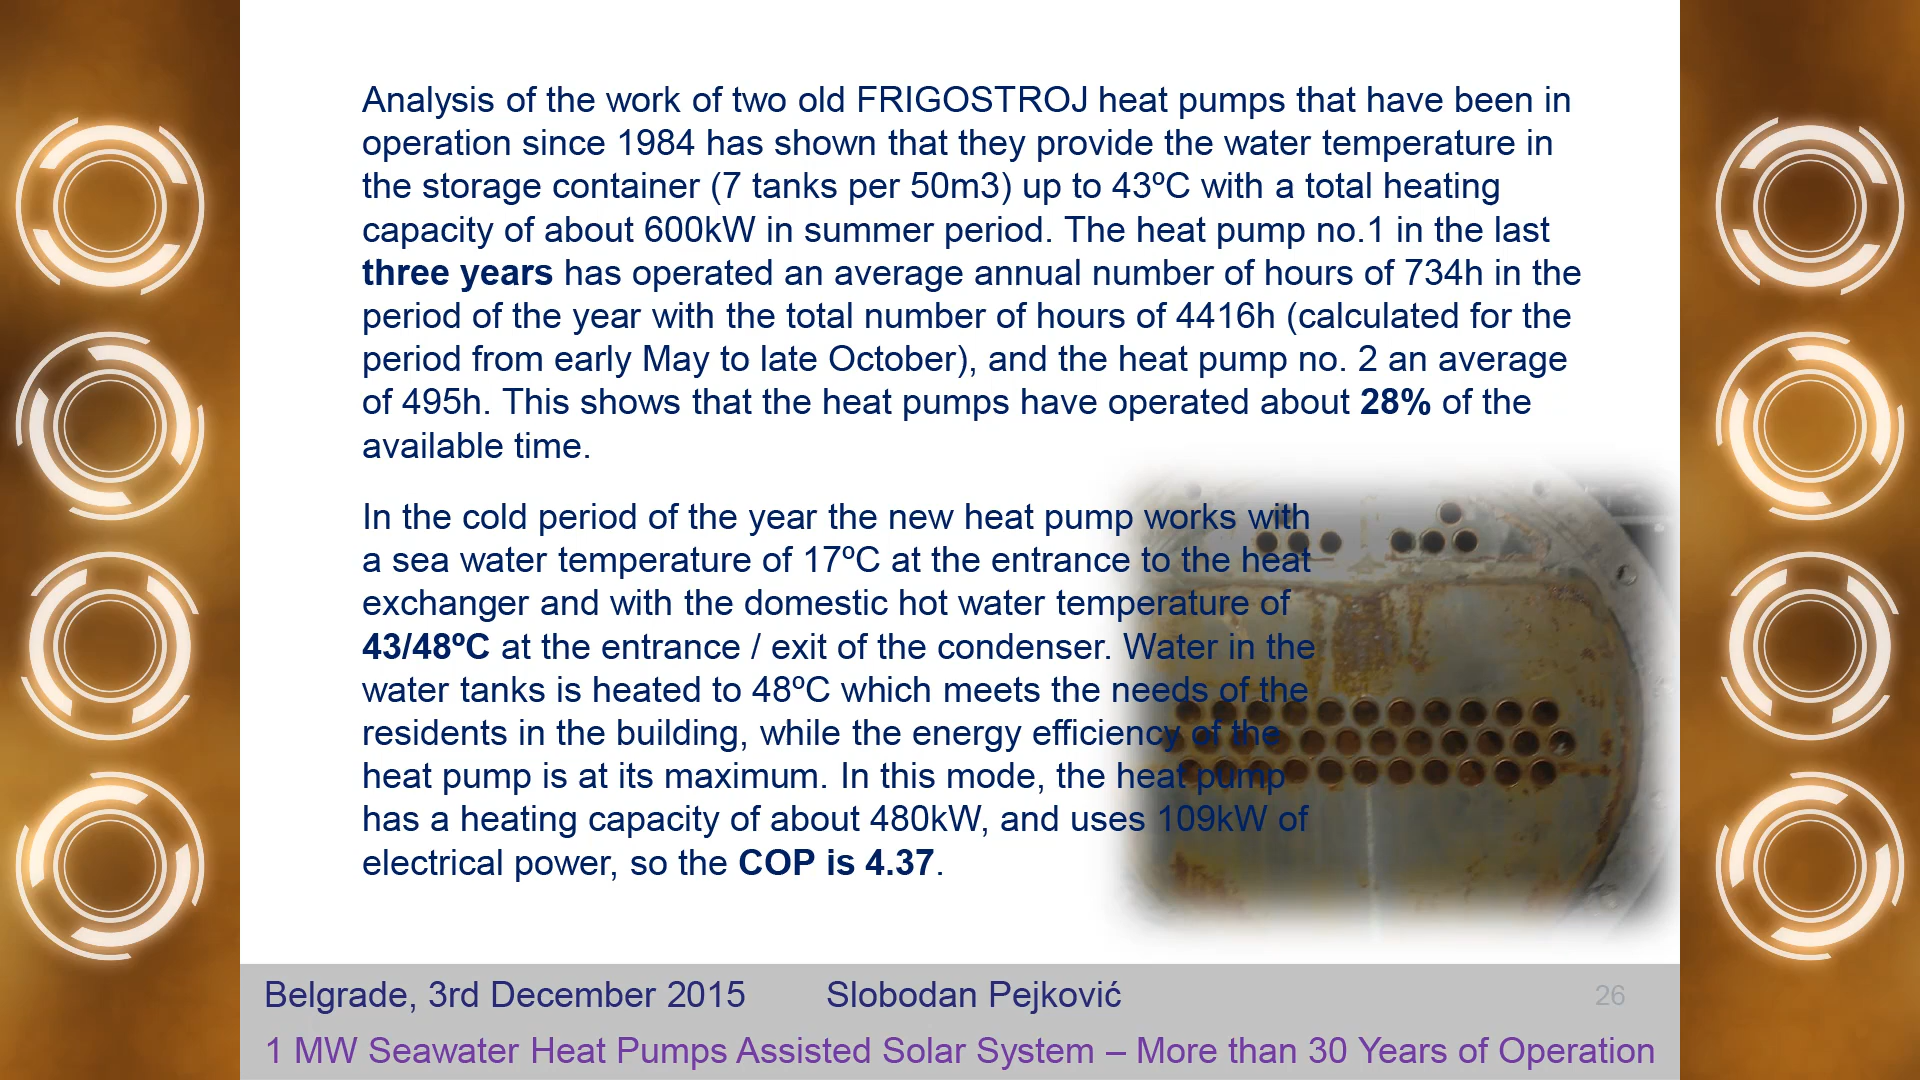 Analysis of the work of two old FRIGOSTROJ heat pumps that have been in
operation since 1984 has shown that they provide the water temperature in
the storage container (7 tanks per 50m3) up to 43ºC with a total heating
capacity of about 600kW in summer period. The heat pump no.1 in the last
three years has operated an average annual number of hours of 734h in the
period of the year with the total number of hours of 4416h (calculated for the
period from early May to late October), and the heat pump no. 2 an average
of 495h. This shows that the heat pumps have operated about 28% of the
available time.
In the cold period of the year the new heat pump works with
a sea water temperature of 17ºC at the entrance to the heat
exchanger and with the domestic hot water temperature of
43/48ºC at the entrance / exit of the condenser. Water in the
water tanks is heated to 48ºC which meets the needs of the
residents in the building, while the energy efficiency of the
heat pump is at its maximum. In this mode, the heat pump
has a heating capacity of about 480kW, and uses 109kW of
electrical power, so the COP is 4.37.
Belgrade, 3rd December 2015 Slobodan Pejković 26
1 MW Seawater Heat Pumps Assisted Solar System – More than 30 Years of Operation